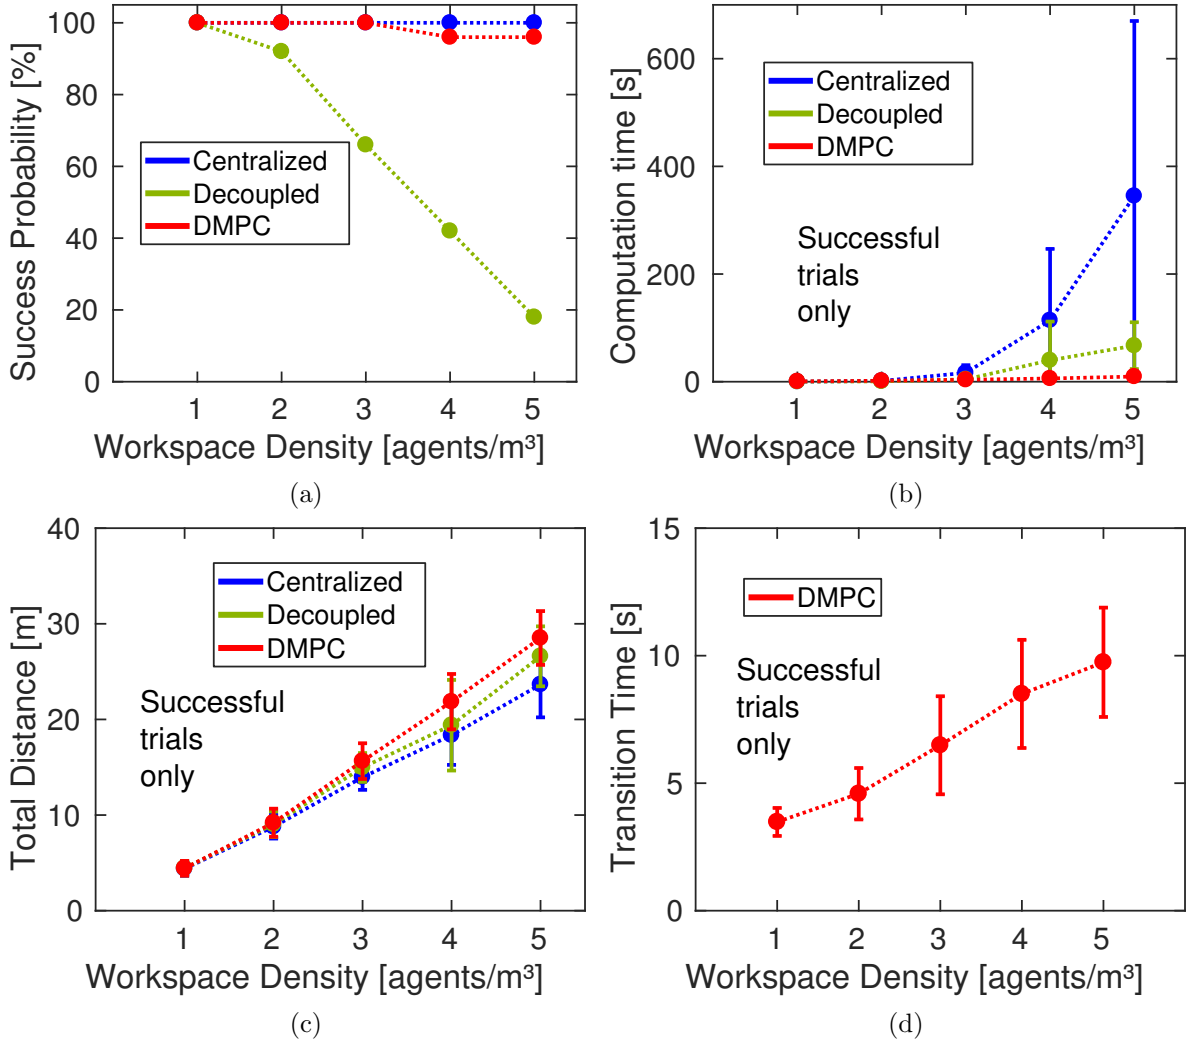 Success Probability [%]
100
80
60
40
20
0
Centralized
Decoupled
DMPC
1 2 3 4 5
Workspace Density [agents/m³]
(a)
Computation time [s]
600
400
200
0
Centralized
Decoupled
DMPC
Successful
trials
only
1 2 3 4 5
Workspace Density [agents/m³]
(b)
Total Distance [m]
40
30
20
10
0
Centralized
Decoupled
DMPC
Successful
trials
only
1 2 3 4 5
Workspace Density [agents/m³]
(c)
Transition Time [s]
15
10
5
0
DMPC
Successful
trials
only
1 2 3 4 5
Workspace Density [agents/m³]
(d)